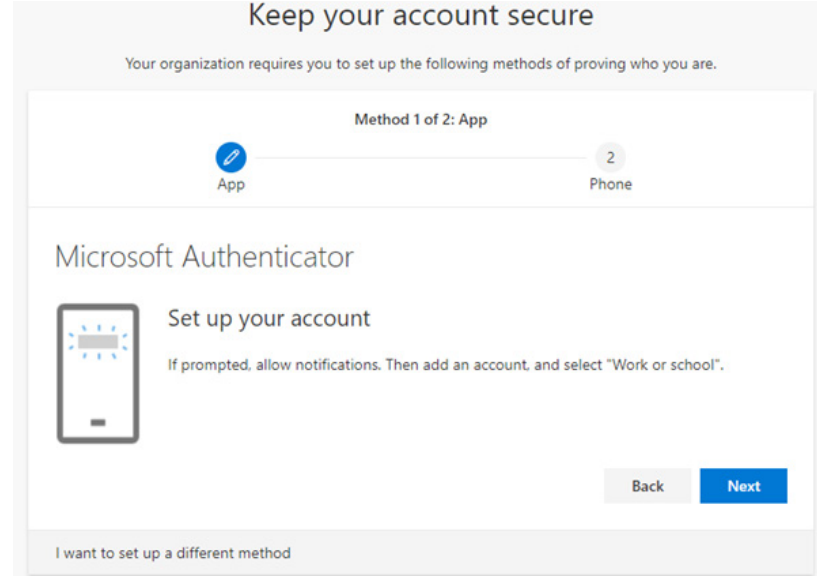 Keep your account secure
Your organization requires you to set up the following methods of proving who you are.
Method 1 of 2: App
2
App
Phone
Microsoft Authenticator
Set up your account
If prompted, allow notifications. Then add an account, and select "Work or school".
Back
Next
I want to set up a different method